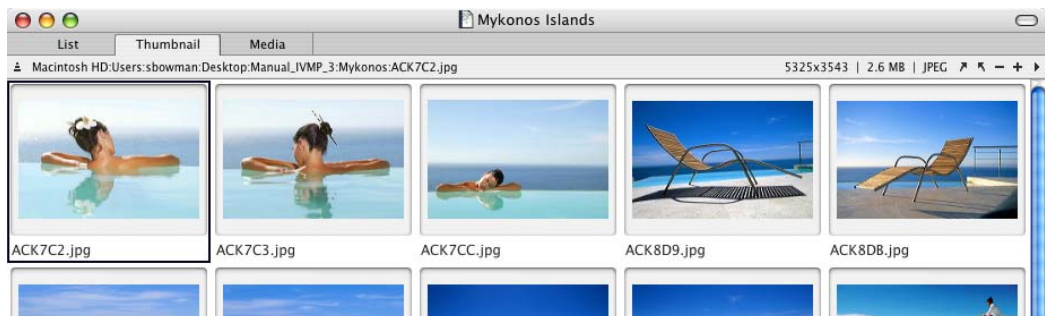 Mykonos Islands
List Thumbnail Media
Macintosh HD:Users:sbowman:Desktop:Manual_IVMP_3:Mykonos:ACK7C2.jpg 5325x3543 | 2.6 MB | JPEG
ACK7C2.jpg ACK7C3.jpg ACK7CC.jpg ACK8D9.jpg ACK8DB.jpg